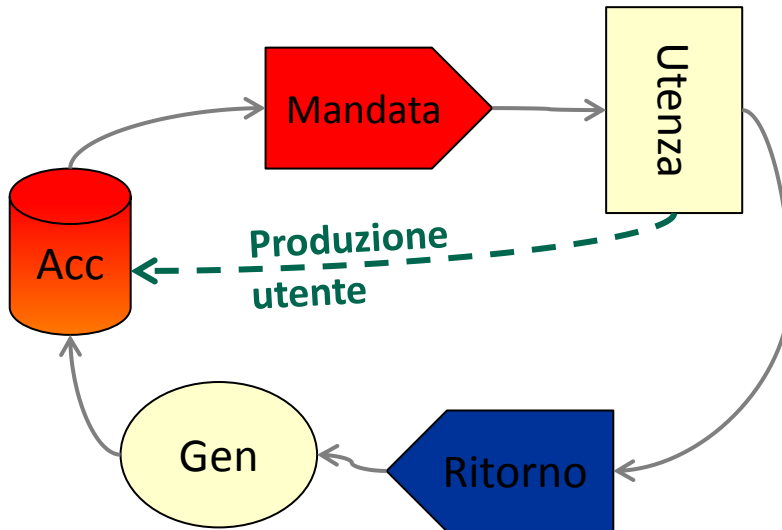 Mandata
Utenza
Produzione
utente
Acc
Gen
Ritorno